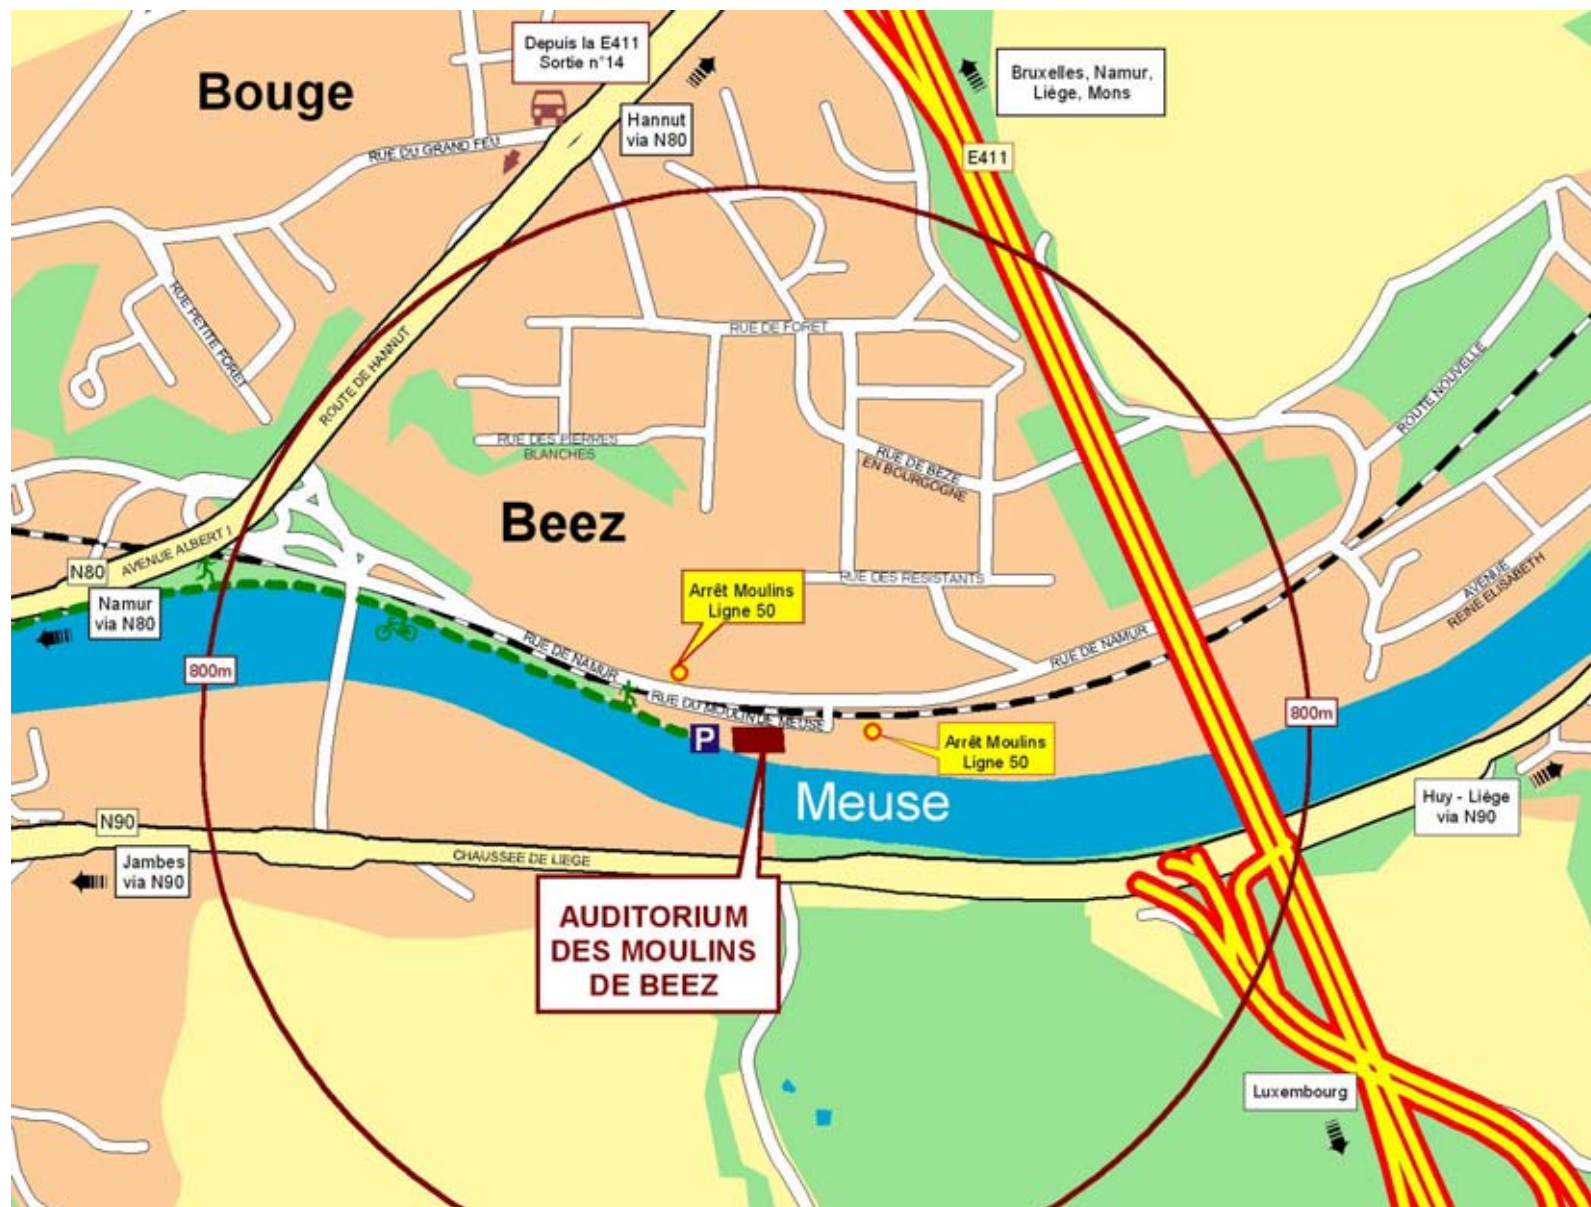 Depuis la E411
Sortie n°14
Bouge
Hannut
via N80
Bruxelles, Namur,
Liège, Mons
E411
RUE DU GRAND FEU
RUE PETITE FORET
ROUTE DE HANNUT
RUE DE FORET
ROUTE NOUVELLE
RUE DES PIERRES
BLANCHES
RUE DE BEZE
EN BOURGOGNE
Beez
AVENUE ALBERT I
N80
Namur
via N80
RUE DES RESISTANTS
AVENUE
REINE ELISABETH
Arrêt Moulins
Ligne 50
RUE DE NAMUR
RUE DE NAMUR
800m
RUE DU MOULIN DE MEUSE
800m
P
Arrêt Moulins
Ligne 50
Meuse
Huy - Liège
via N90
N90
Jambes
via N90
CHAUSSEE DE LIEGE
AUDITORIUM
DES MOULINS
DE BEEZ
Luxembourg